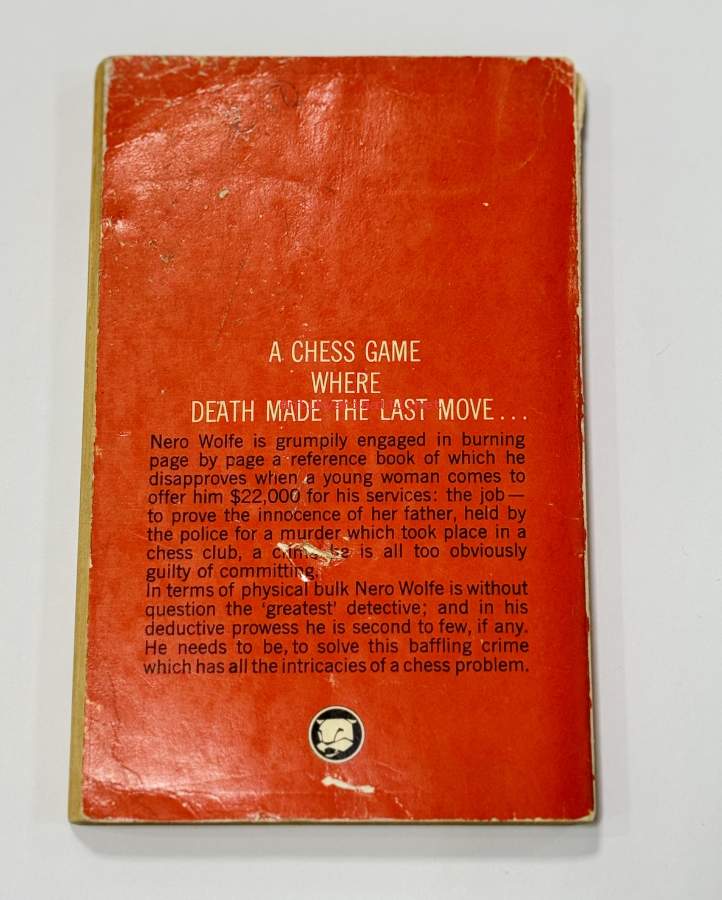 A CHESS GAME
WHERE
DEATH MADE THE LAST MOVE...
Nero Wolfe is grumpily engaged in burning
page by page a reference book of which he
disapproves when a young woman comes to
offer him $22,000 for his services: the job—
to prove the innocence of her father, held by
the police for a murder which took place in a
chess club, a crime he is all too obviously
guilty of committing.
In terms of physical bulk Nero Wolfe is without
question the 'greatest' detective; and in his
deductive prowess he is second to few, if any.
He needs to be, to solve this baffling crime
which has all the intricacies of a chess problem.